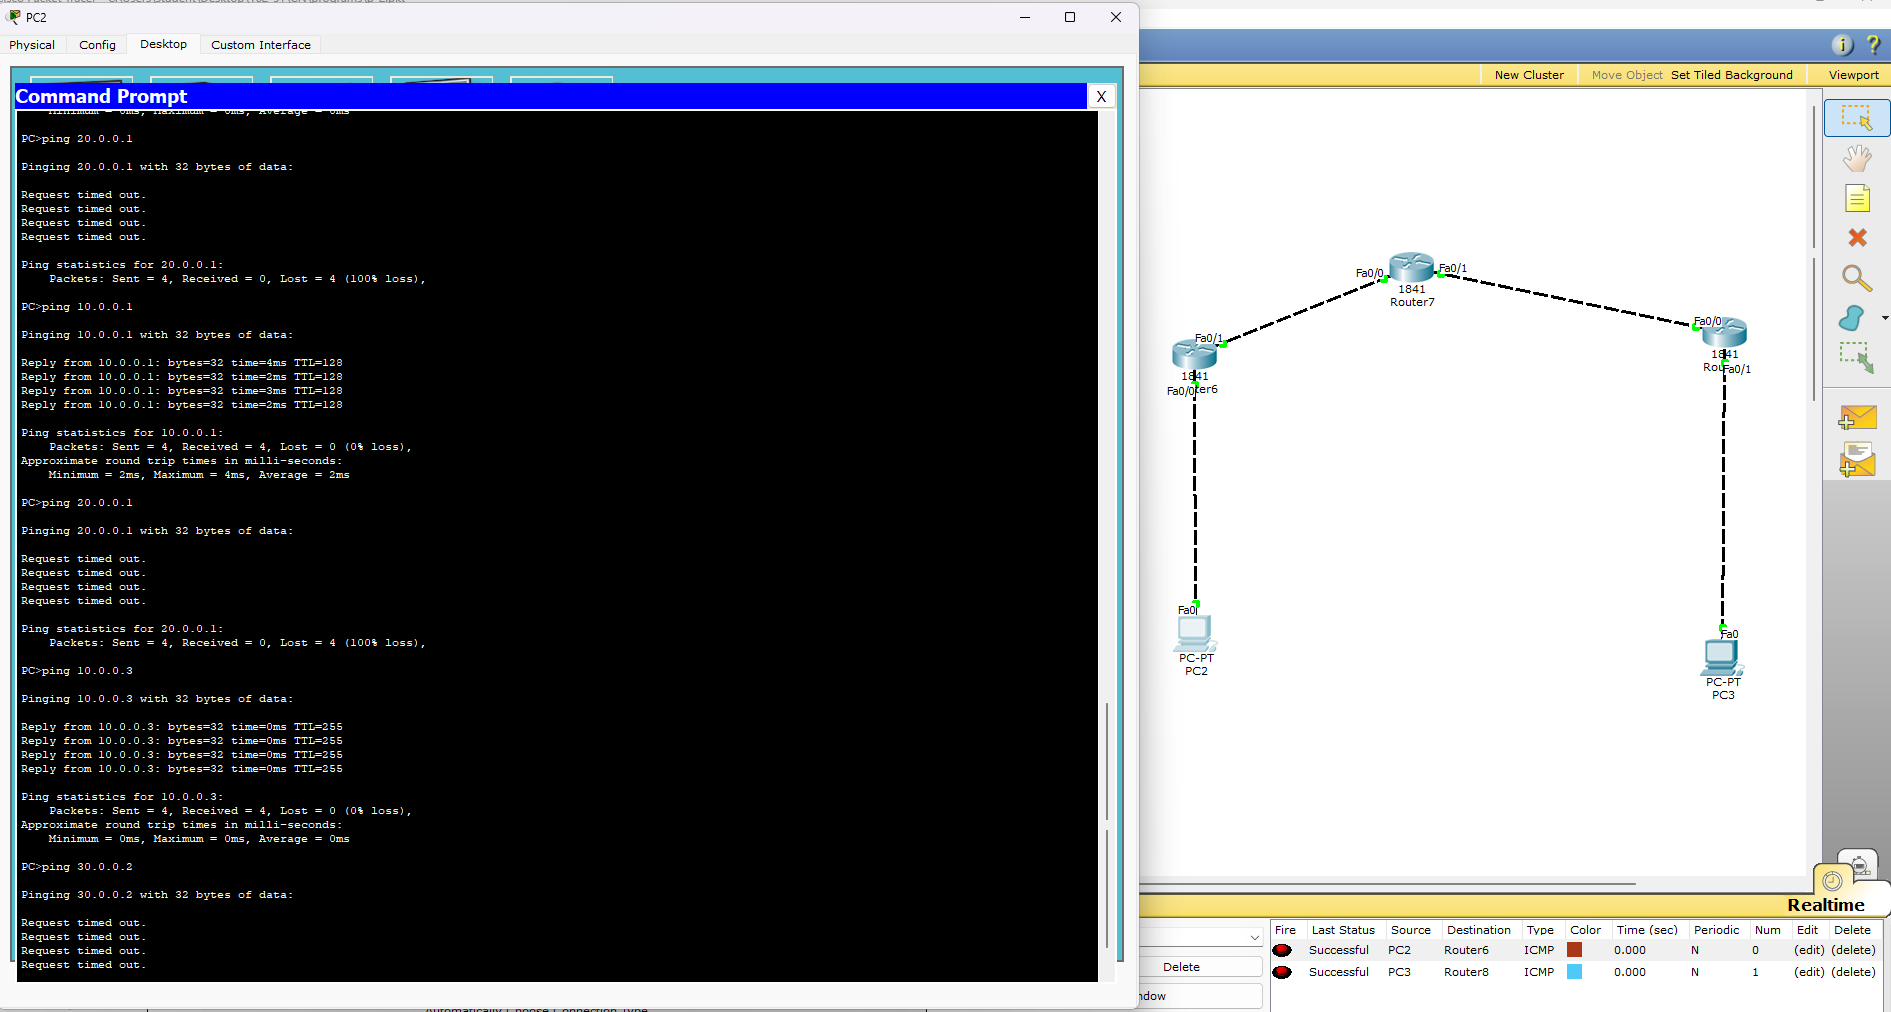 PC2
Physical Config Desktop Custom Interface
Command Prompt
X
Minimum = 0ms, Maximum = 0ms, Average = 0ms
PC>ping 20.0.0.1
Pinging 20.0.0.1 with 32 bytes of data:
Request timed out.
Request timed out.
Request timed out.
Request timed out.
Ping statistics for 20.0.0.1:
Packets: Sent = 4, Received = 0, Lost = 4 (100% loss),
PC>ping 10.0.0.1
Pinging 10.0.0.1 with 32 bytes of data:
Reply from 10.0.0.1: bytes=32 time=4ms TTL=128
Reply from 10.0.0.1: bytes=32 time=2ms TTL=128
Reply from 10.0.0.1: bytes=32 time=3ms TTL=128
Reply from 10.0.0.1: bytes=32 time=2ms TTL=128
Ping statistics for 10.0.0.1:
Packets: Sent = 4, Received = 4, Lost = 0 (0% loss),
Approximate round trip times in milli-seconds:
Minimum = 2ms, Maximum = 4ms, Average = 2ms
PC>ping 20.0.0.1
Pinging 20.0.0.1 with 32 bytes of data:
Request timed out.
Request timed out.
Request timed out.
Request timed out.
Ping statistics for 20.0.0.1:
Packets: Sent = 4, Received = 0, Lost = 4 (100% loss),
PC>ping 10.0.0.3
Pinging 10.0.0.3 with 32 bytes of data:
Reply from 10.0.0.3: bytes=32 time=0ms TTL=255
Reply from 10.0.0.3: bytes=32 time=0ms TTL=255
Reply from 10.0.0.3: bytes=32 time=0ms TTL=255
Reply from 10.0.0.3: bytes=32 time=0ms TTL=255
Ping statistics for 10.0.0.3:
Packets: Sent = 4, Received = 4, Lost = 0 (0% loss),
Approximate round trip times in milli-seconds:
Minimum = 0ms, Maximum = 0ms, Average = 0ms
PC>ping 30.0.0.2
Pinging 30.0.0.2 with 32 bytes of data:
Request timed out.
Request timed out.
Request timed out.
Request timed out.
New Cluster Move Object Set Tiled Background Viewport
Fa0/0 Fa0/1
1841
Router7
Fa0/1
1841
Fa0/0 ter6
Fa0/0
1841
Rou Fa0/1
Fa0
PC-PT
PC2
Fa0
PC-PT
PC3
Realtime
Fire Last Status Source Destination Type Color Time (sec) Periodic Num Edit Delete
Successful PC2 Router6 ICMP 0.000 N 0 (edit) (delete)
Successful PC3 Router8 ICMP 0.000 N 1 (edit) (delete)
Delete
ndow
Automatically Choose Connection Type